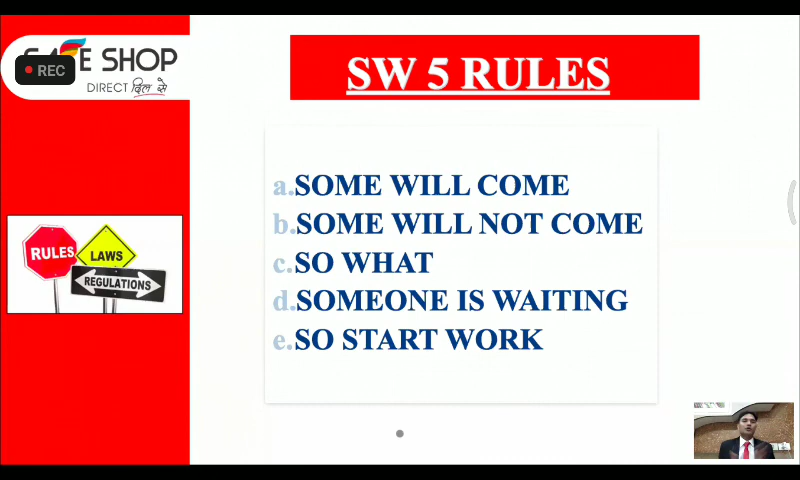 SAFE SHOP
REC
DIRECT दिल से
SW 5 RULES
a.SOME WILL COME
b.SOME WILL NOT COME
c.SO WHAT
d.SOMEONE IS WAITING
e.SO START WORK
RULES
LAWS
REGULATIONS